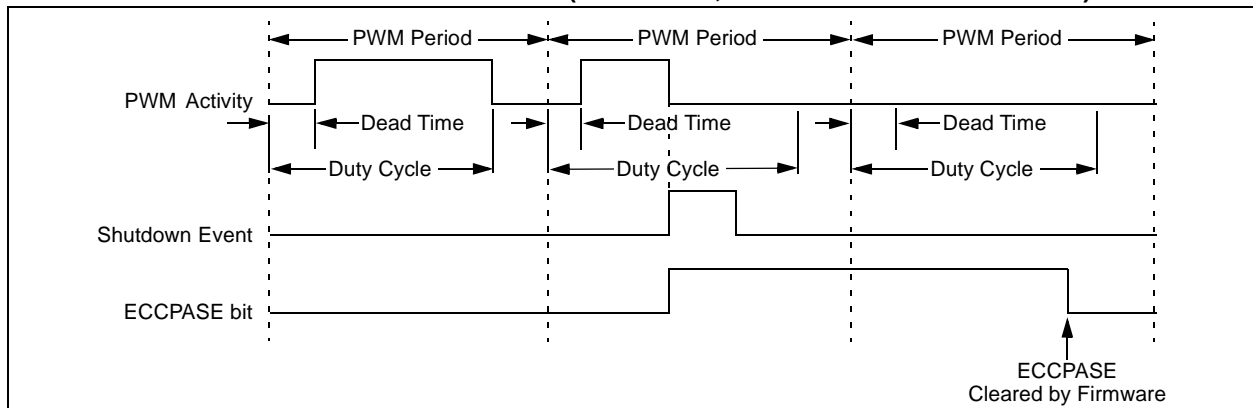 PWM Period PWM Period PWM Period
PWM Activity
Dead Time Dead Time Dead Time
Duty Cycle Duty Cycle Duty Cycle
Shutdown Event
ECCPASE bit
ECCPASE
Cleared by Firmware